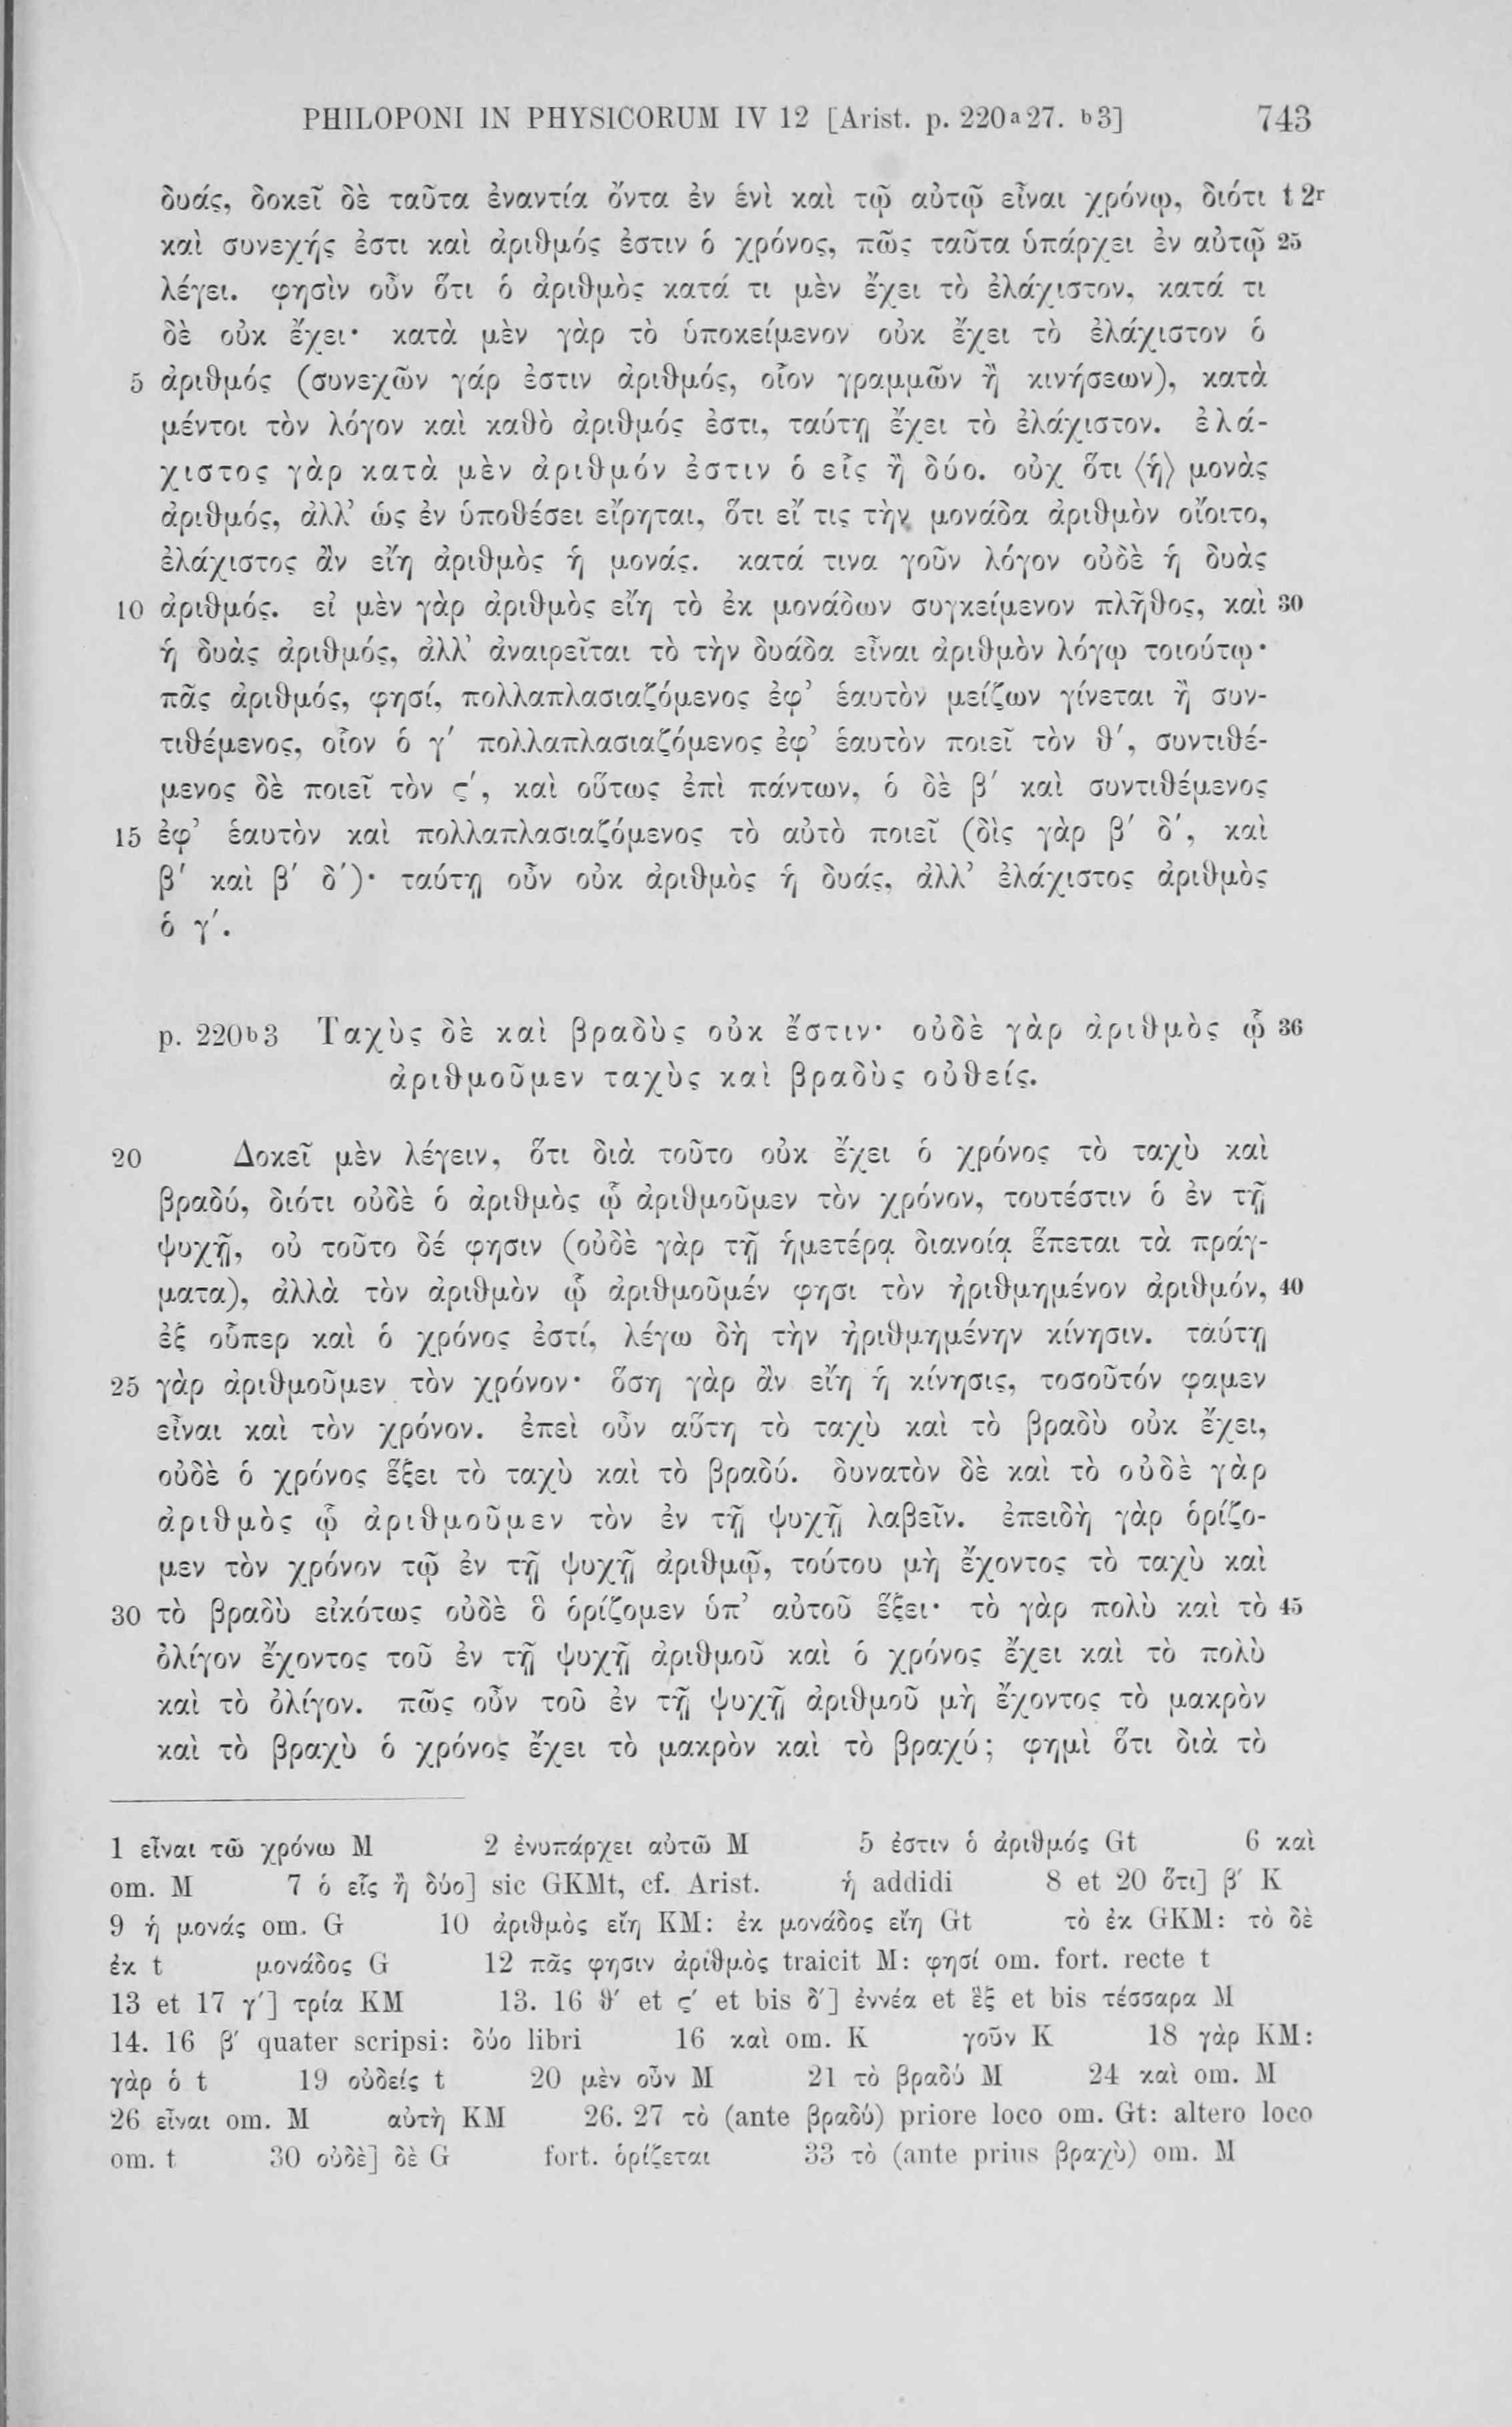 PHILOPONI IN PHYSICORUM IV 12 [Arist. p. 220a27. b3] 743
δυάς, δοκεῖ δὲ ταῦτα ἐναντία ὄντα ἐν ἑνὶ καὶ τῷ αὐτῷ εἶναι χρόνῳ, διότι t 2r
καὶ συνεχής ἐστι καὶ ἀριθμός ἐστιν ὁ χρόνος, πῶς ταῦτα ὑπάρχει ἐν αὐτῷ 25
λέγει. φησὶν οὖν ὅτι ὁ ἀριθμὸς κατά τι μὲν ἔχει τὸ ἐλάχιστον, κατά τι
δὲ οὐκ ἔχει· κατὰ μὲν γὰρ τὸ ὑποκείμενον οὐκ ἔχει τὸ ἐλάχιστον ὁ
5 ἀριθμός (συνεχῶν γάρ ἐστιν ἀριθμός, οἷον γραμμῶν ἢ κινήσεων), κατὰ
μέντοι τὸν λόγον καὶ καθὸ ἀριθμός ἐστι, ταύτῃ ἔχει τὸ ἐλάχιστον. ἐλά-
χιστος γὰρ κατὰ μὲν ἀριθμόν ἐστιν ὁ εἷς ἢ δύο. οὐχ ὅτι ⟨ἡ⟩ μονὰς
ἀριθμός, ἀλλ’ ὡς ἐν ὑποθέσει εἴρηται, ὅτι εἴ τις τὴν μονάδα ἀριθμὸν οἴοιτο,
ἐλάχιστος ἂν εἴη ἀριθμὸς ἡ μονάς. κατά τινα γοῦν λόγον οὐδὲ ἡ δυὰς
10 ἀριθμός. εἰ μὲν γὰρ ἀριθμὸς εἴη τὸ ἐκ μονάδων συγκείμενον πλῆθος, καὶ 30
ἡ δυὰς ἀριθμός, ἀλλ’ ἀναιρεῖται τὸ τὴν δυάδα εἶναι ἀριθμὸν λόγῳ τοιούτῳ·
πᾶς ἀριθμός, φησί, πολλαπλασιαζόμενος ἐφ’ ἑαυτὸν μείζων γίνεται ἢ συν-
τιθέμενος, οἷον ὁ γ′ πολλαπλασιαζόμενος ἐφ’ ἑαυτὸν ποιεῖ τὸν θ′, συντιθέ-
μενος δὲ ποιεῖ τὸν ς′, καὶ οὕτως ἐπὶ πάντων, ὁ δὲ β′ καὶ συντιθέμενος
15 ἐφ’ ἑαυτὸν καὶ πολλαπλασιαζόμενος τὸ αὐτὸ ποιεῖ (δὶς γὰρ β′ δ′, καὶ
β′ καὶ β′ δ′)· ταύτῃ οὖν οὐκ ἀριθμὸς ἡ δυάς, ἀλλ’ ἐλάχιστος ἀριθμὸς
ὁ γ′.
p. 220b3 Ταχὺς δὲ καὶ βραδὺς οὐκ ἔστιν· οὐδὲ γὰρ ἀριθμὸς ᾧ 36
ἀριθμοῦμεν ταχὺς καὶ βραδὺς οὐθείς.
20 Δοκεῖ μὲν λέγειν, ὅτι διὰ τοῦτο οὐκ ἔχει ὁ χρόνος τὸ ταχὺ καὶ
βραδύ, διότι οὐδὲ ὁ ἀριθμὸς ᾧ ἀριθμοῦμεν τὸν χρόνον, τουτέστιν ὁ ἐν τῇ
ψυχῇ, οὐ τοῦτο δέ φησιν (οὐδὲ γὰρ τῇ ἡμετέρᾳ διανοίᾳ ἕπεται τὰ πράγ-
ματα), ἀλλὰ τὸν ἀριθμὸν ᾧ ἀριθμοῦμέν φησι τὸν ἠριθμημένον ἀριθμόν, 40
ἐξ οὗπερ καὶ ὁ χρόνος ἐστί, λέγω δὴ τὴν ἠριθμημένην κίνησιν. ταύτῃ
25 γὰρ ἀριθμοῦμεν τὸν χρόνον· ὅση γὰρ ἂν εἴη ἡ κίνησις, τοσοῦτόν φαμεν
εἶναι καὶ τὸν χρόνον. ἐπεὶ οὖν αὕτη τὸ ταχὺ καὶ τὸ βραδὺ οὐκ ἔχει,
οὐδὲ ὁ χρόνος ἕξει τὸ ταχὺ καὶ τὸ βραδύ. δυνατὸν δὲ καὶ τὸ οὐδὲ γὰρ
ἀριθμὸς ᾧ ἀριθμοῦμεν τὸν ἐν τῇ ψυχῇ λαβεῖν. ἐπειδὴ γὰρ ὁρίζο-
μεν τὸν χρόνον τῷ ἐν τῇ ψυχῇ ἀριθμῷ, τούτου μὴ ἔχοντος τὸ ταχὺ καὶ
30 τὸ βραδὺ εἰκότως οὐδὲ ὃ ὁρίζομεν ὑπ’ αὐτοῦ ἕξει· τὸ γὰρ πολὺ καὶ τὸ 45
ὀλίγον ἔχοντος τοῦ ἐν τῇ ψυχῇ ἀριθμοῦ καὶ ὁ χρόνος ἔχει καὶ τὸ πολὺ
καὶ τὸ ὀλίγον. πῶς οὖν τοῦ ἐν τῇ ψυχῇ ἀριθμοῦ μὴ ἔχοντος τὸ μακρὸν
καὶ τὸ βραχὺ ὁ χρόνος ἔχει τὸ μακρὸν καὶ τὸ βραχύ; φημὶ ὅτι διὰ τὸ
1 εἶναι τῶ χρόνω M 2 ἐνυπάρχει αὐτῶ M 5 ἐστιν ὁ ἀριθμός Gt 6 καὶ
om. M 7 ὁ εἷς ἢ δύο] sic GKMt, cf. Arist. ἡ addidi 8 et 20 ὅτι] β′ K
9 ἡ μονάς om. G 10 ἀριθμὸς εἴη KM: ἐκ μονάδος εἴη Gt τὸ ἐκ GKM: τὸ δὲ
ἐκ t μονάδος G 12 πᾶς φησιν ἀριθμὸς traicit M: φησί om. fort. recte t
13 et 17 γ′] τρία KM 13. 16 θ′ et ς′ et bis δ′] ἐννέα et ἓξ et bis τέσσαρα M
14. 16 β′ quater scripsi: δύο libri 16 καὶ om. K γοῦν K 18 γὰρ KM:
γὰρ ὁ t 19 οὐδείς t 20 μὲν οὖν M 21 τὸ βραδύ M 24 καὶ om. M
26 εἶναι om. M αὐτὴ KM 26. 27 τὸ (ante βραδύ) priore loco om. Gt: altero loco
om. t 30 οὐδὲ] δὲ G fort. ὁρίζεται 33 τὸ (ante prius βραχὺ) om. M